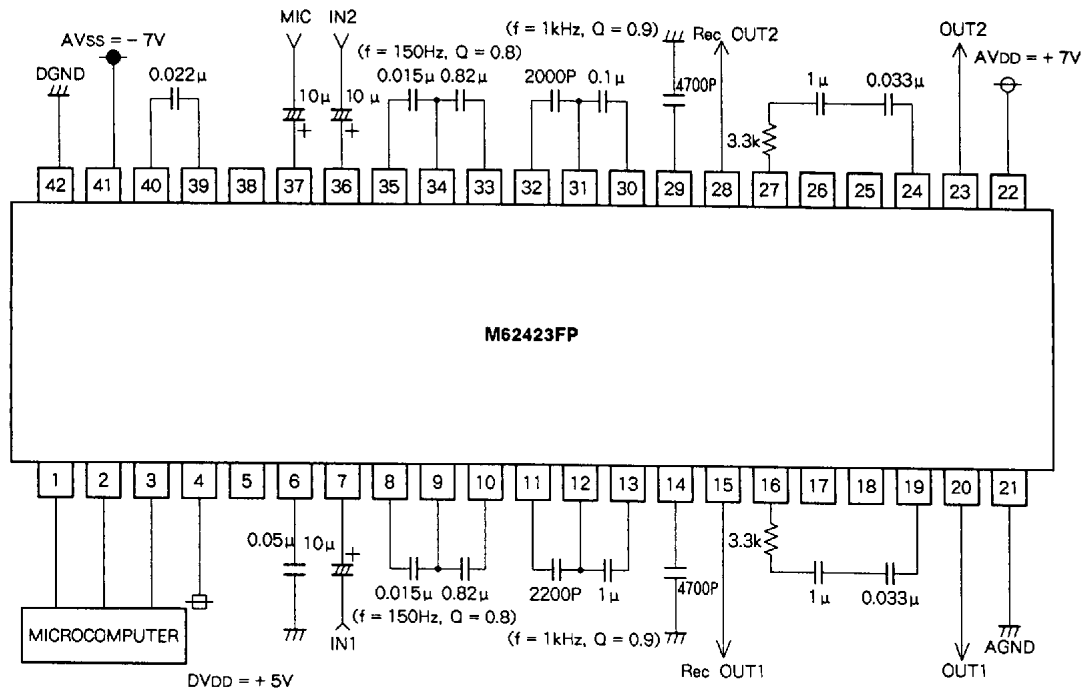 MIC IN2
AVSS = – 7V
(f = 1kHz, Q = 0.9)
Rec OUT2
OUT2
DGND
(f = 150Hz, Q = 0.8)
AVDD = + 7V
0.022μ
0.015μ 0.82μ
2000P 0.1μ
4700P
1μ 0.033μ
10μ 10μ
+ +
3.3k
42 41 40 39 38 37 36 35 34 33 32 31 30 29 28 27 26 25 24 23 22
M62423FP
1 2 3 4 5 6 7 8 9 10 11 12 13 14 15 16 17 18 19 20 21
0.05μ 10μ +
3.3k
0.015μ 0.82μ
2200P 1μ
4700P
1μ 0.033μ
(f = 150Hz, Q = 0.8)
MICROCOMPUTER
IN1
(f = 1kHz, Q = 0.9)
AGND
Rec OUT1
OUT1
DVDD = + 5V